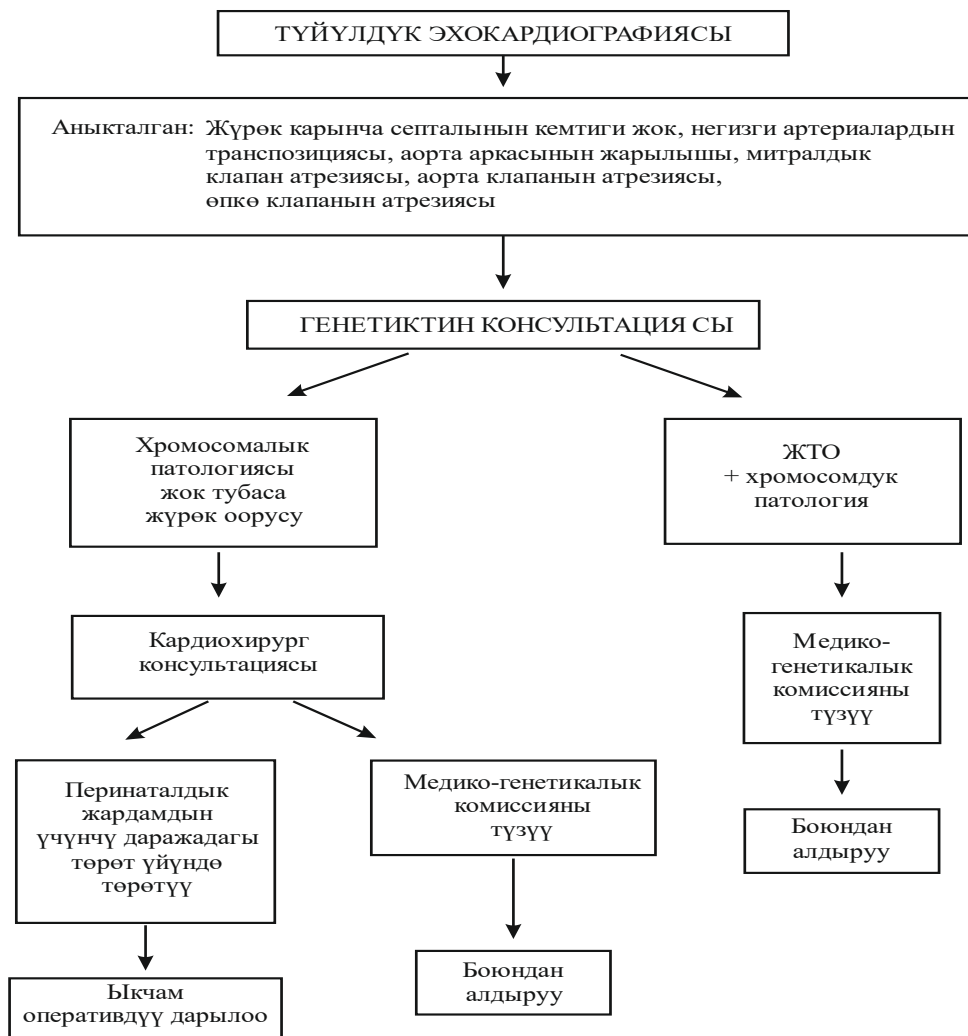 ТҮЙҮЛДҮК ЭХОКАРДИОГРАФИЯСЫ
Аныкталган: Жүрөк карынча септалынын кемтиги жок, негизги артериалардын
транспозициясы, аорта аркасынын жарылышы, митралдык
клапан атрезиясы, аорта клапанын атрезиясы,
өпкө клапанын атрезиясы
ГЕНЕТИКТИН КОНСУЛЬТАЦИЯ СЫ
Хромосомалык
патологиясы
жок тубаса
жүрөк оорусу
ЖТО
+ хромосомдук
патология
Кардиохирург
консультациясы
Медико-
генетикалык
комиссияны
түзүү
Перинаталдык
жардамдын
үчүнчү даражадагы
төрөт үйүндө
төрөтүү
Медико-генетикалык
комиссияны
түзүү
Боюндан
алдыруу
Ыкчам
оперативдүү дарылоо
Боюндан
алдыруу